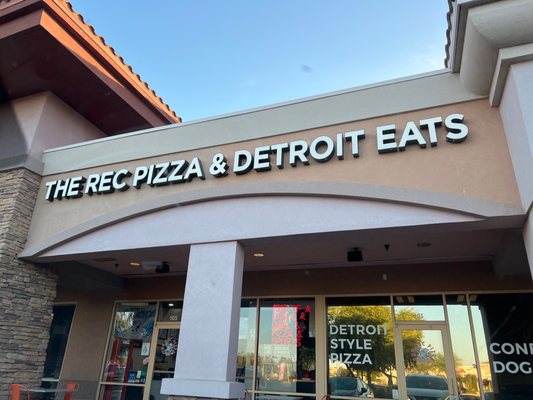 THE REC PIZZA & DETROIT EATS
DETROIT
STYLE
PIZZA
CONE
DOG